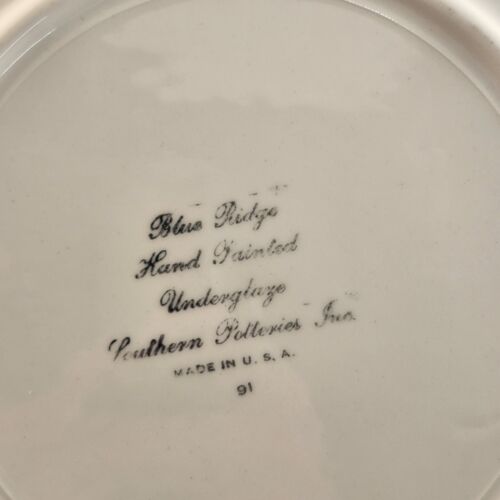 Blue Ridge
Hand Painted
Underglaze
Southern Potteries Inc.
MADE IN U. S. A.
91